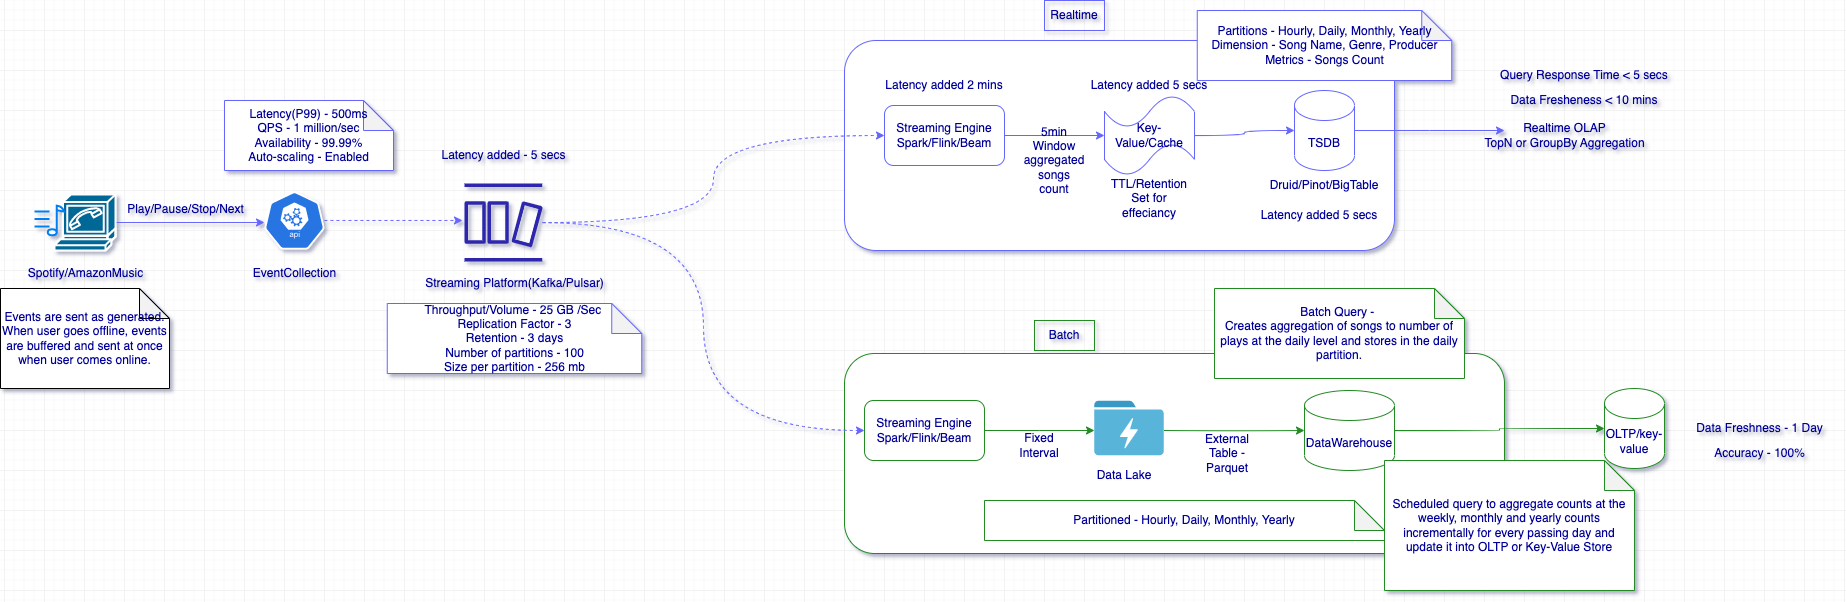 Realtime
Partitions - Hourly, Daily, Monthly, Yearly
Dimension - Song Name, Genre, Producer
Metrics - Songs Count
Query Response Time < 5 secs
Data Fresheness < 10 mins
Realtime OLAP
TopN or GroupBy Aggregation
Latency added 2 mins
Streaming Engine
Spark/Flink/Beam
5min
Window
aggregated
songs
count
Latency added 5 secs
Key-
Value/Cache
TTL/Retention
Set for
effeciancy
TSDB
Druid/Pinot/BigTable
Latency added 5 secs
Latency(P99) - 500ms
QPS - 1 million/sec
Availability - 99.99%
Auto-scaling - Enabled
Latency added - 5 secs
Play/Pause/Stop/Next
api
Spotify/AmazonMusic
EventCollection
Streaming Platform(Kafka/Pulsar)
Events are sent as generated.
When user goes offline, events
are buffered and sent at once
when user comes online.
Throughput/Volume - 25 GB /Sec
Replication Factor - 3
Retention - 3 days
Number of partitions - 100
Size per partition - 256 mb
Batch
Batch Query -
Creates aggregation of songs to number of
plays at the daily level and stores in the daily
partition.
Streaming Engine
Spark/Flink/Beam
Fixed
Interval
Data Lake
External
Table -
Parquet
DataWarehouse
OLTP/key-
value
Data Freshness - 1 Day
Accuracy - 100%
Partitioned - Hourly, Daily, Monthly, Yearly
Scheduled query to aggregate counts at the
weekly, monthly and yearly counts
incrementally for every passing day and
update it into OLTP or Key-Value Store